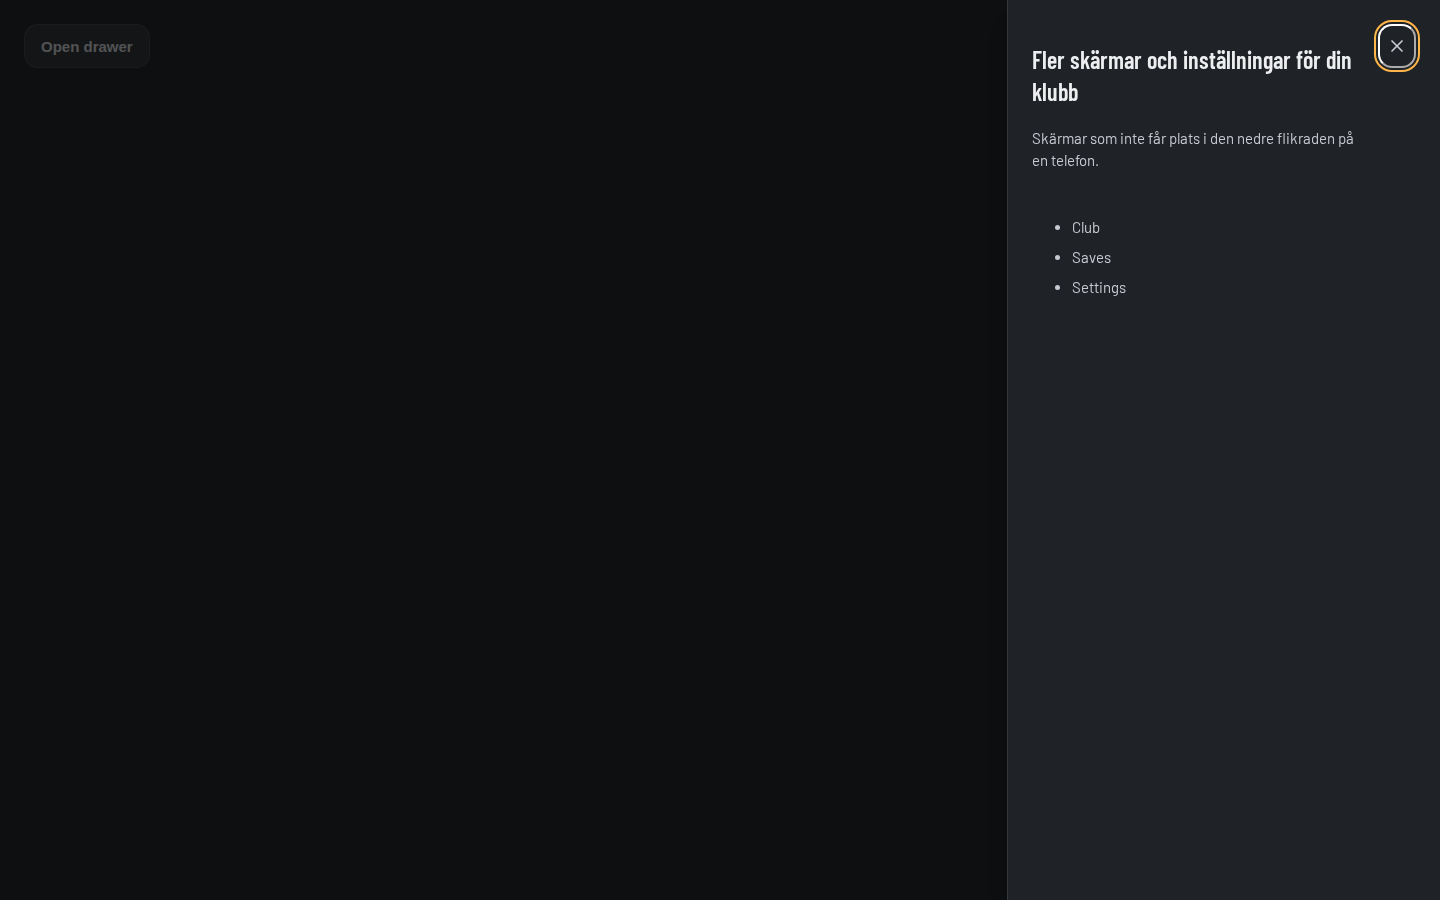 Open drawer
Fler skärmar och inställningar för din
klubb
Skärmar som inte får plats i den nedre flikraden på
en telefon.
Club
Saves
Settings